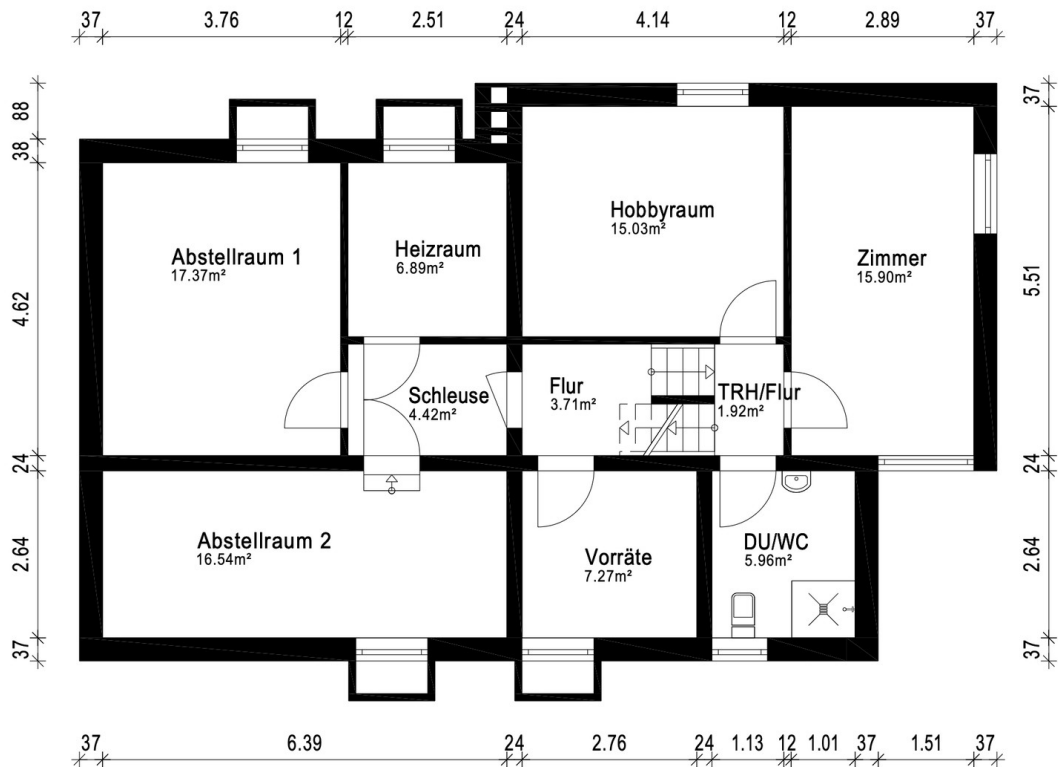 37 3.76 12 2.51 24 4.14 12 2.89 37
88
38
4.62
24
2.64
37
37
5.51
24
2.64
37
Hobbyraum
15.03m²
Abstellraum 1
17.37m²
Heizraum
6.89m²
Zimmer
15.90m²
Schleuse
4.42m²
Flur
3.71m²
TRH/Flur
1.92m²
Abstellraum 2
16.54m²
Vorräte
7.27m²
DU/WC
5.96m²
37 6.39 24 2.76 24 1.13 12 1.01 37 1.51 37